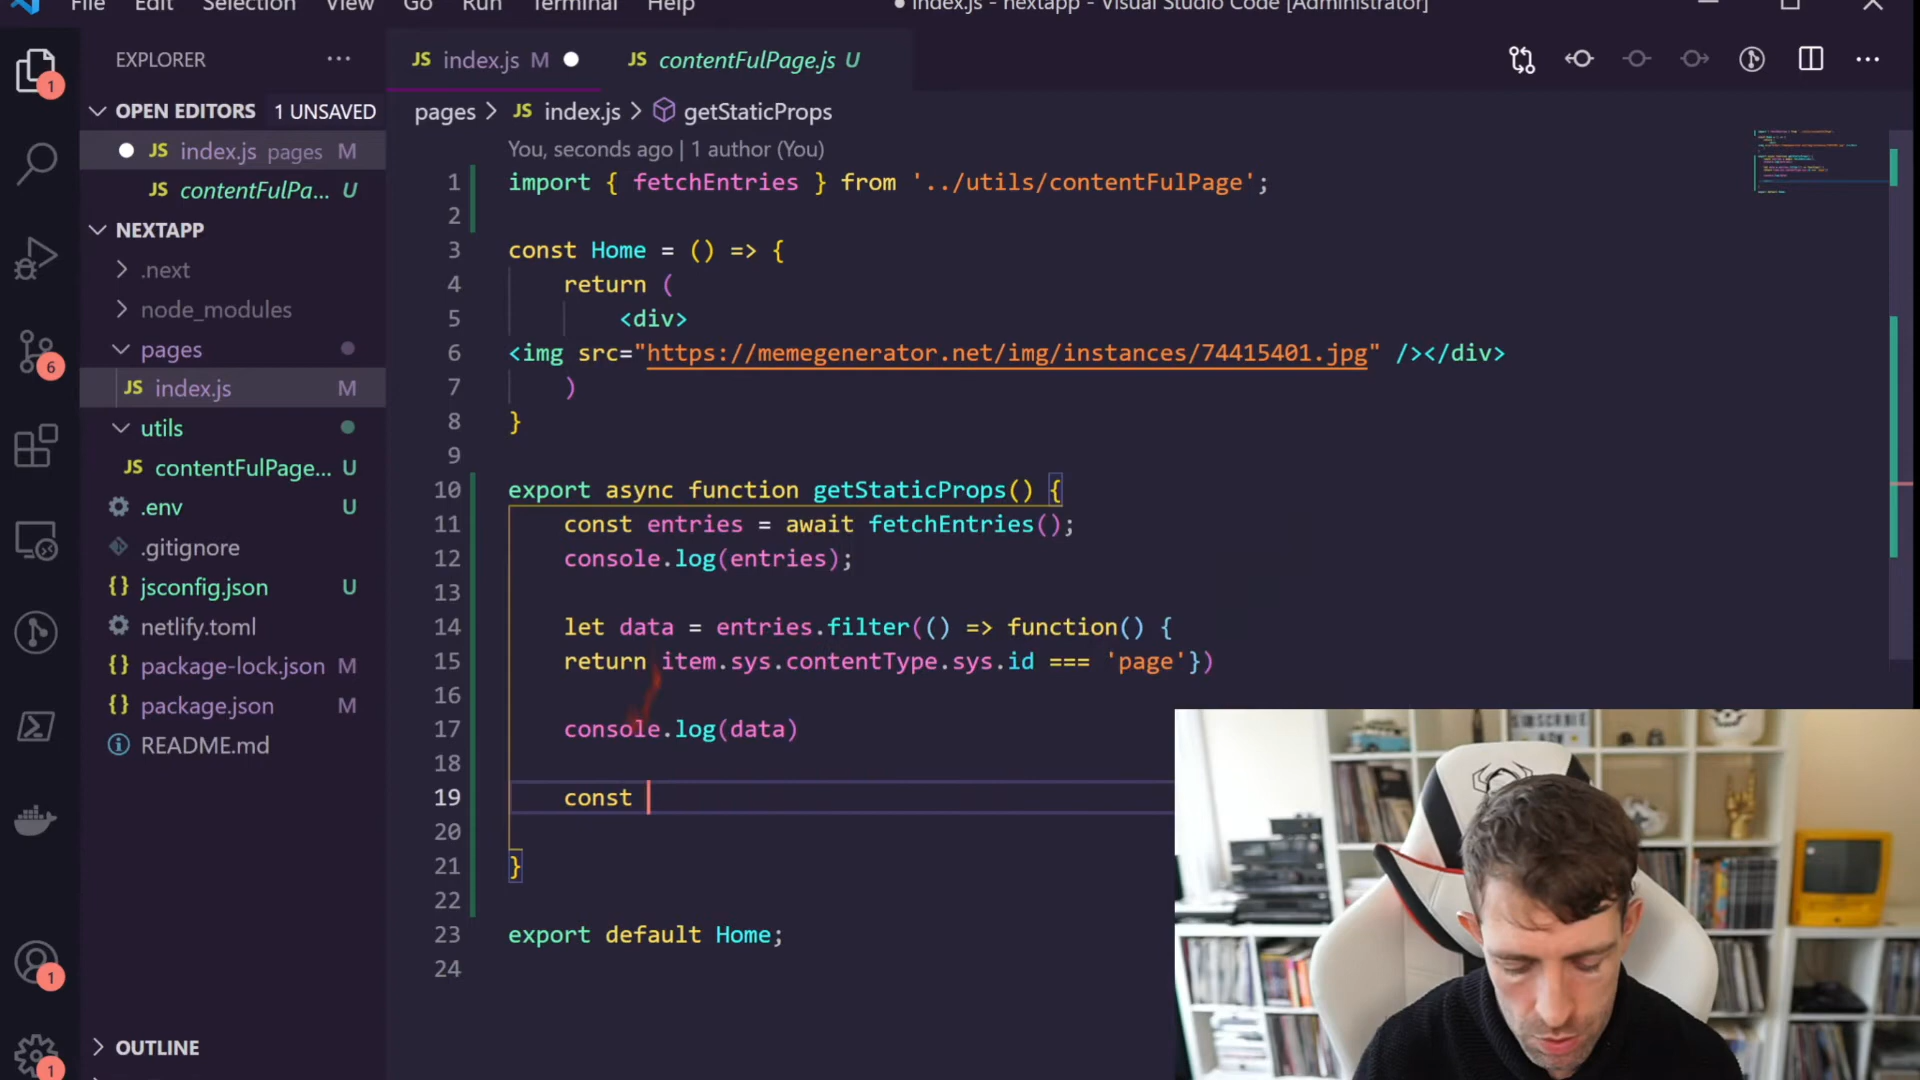 File Edit Selection View Go Run Terminal Help
index.js - nextapp - Visual Studio Code [Administrator]
EXPLORER
1
JS index.js M
JS contentFulPage.js U
OPEN EDITORS 1 UNSAVED
JS index.js pages M
JS contentFulPa... U
NEXTAPP
.next
node_modules
pages
JS index.js M
utils
JS contentFulPage... U
.env U
.gitignore
{} jsconfig.json U
netlify.toml
{} package-lock.json M
{} package.json M
README.md
OUTLINE
6
1
1
pages > JS index.js > getStaticProps
You, seconds ago | 1 author (You)
1 import { fetchEntries } from '../utils/contentFulPage';
2
3 const Home = () => {
4 return (
5 <div>
6 <img src="https://memegenerator.net/img/instances/74415401.jpg" /></div>
7 )
8 }
9
10 export async function getStaticProps() {
11 const entries = await fetchEntries();
12 console.log(entries);
13
14 let data = entries.filter(() => function() {
15 return item.sys.contentType.sys.id === 'page'})
16
17 console.log(data)
18
19 const
20
21 }
22
23 export default Home;
24
SUBSCRIBE